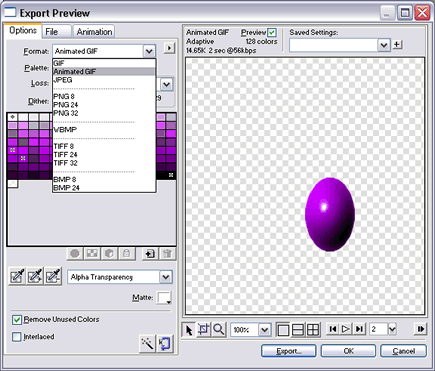 Export Preview
Options File Animation
Format: Animated GIF
Palette:
Loss:
Dither:
GIF
Animated GIF
JPEG
PNG 8
PNG 24
PNG 32
WBMP
TIFF 8
TIFF 24
TIFF 32
BMP 8
BMP 24
29
Alpha Transparency
Matte:
Remove Unused Colors
Interlaced
Animated GIF Preview
Adaptive 128 colors
14.65K 2 sec @56kbps
Saved Settings:
100%
2
Export... OK Cancel